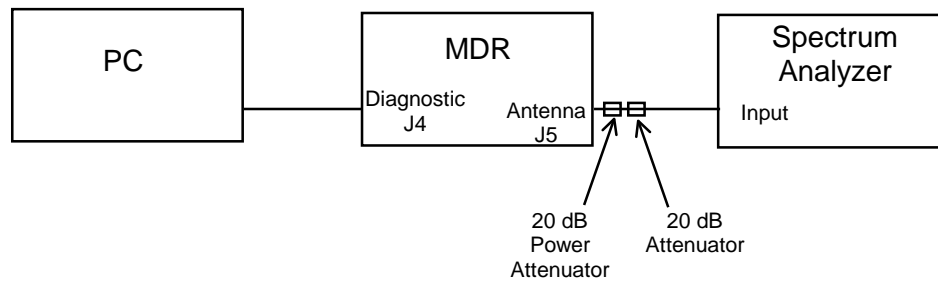 PC
MDR
Diagnostic
J4
Antenna
J5
Spectrum
Analyzer
Input
20 dB
Power
Attenuator
20 dB
Attenuator